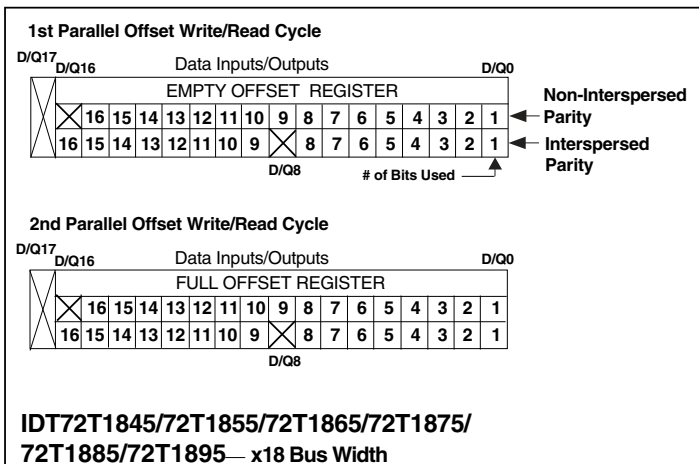 1st Parallel Offset Write/Read Cycle
D/Q17
D/Q16 Data Inputs/Outputs D/Q0
EMPTY OFFSET REGISTER
16 15 14 13 12 11 10 9 8 7 6 5 4 3 2 1
Non-Interspersed
Parity
16 15 14 13 12 11 10 9 8 7 6 5 4 3 2 1
Interspersed
Parity
D/Q8
# of Bits Used
2nd Parallel Offset Write/Read Cycle
D/Q17
D/Q16 Data Inputs/Outputs D/Q0
FULL OFFSET REGISTER
16 15 14 13 12 11 10 9 8 7 6 5 4 3 2 1
16 15 14 13 12 11 10 9 8 7 6 5 4 3 2 1
D/Q8
IDT72T1845/72T1855/72T1865/72T1875/
72T1885/72T1895— x18 Bus Width